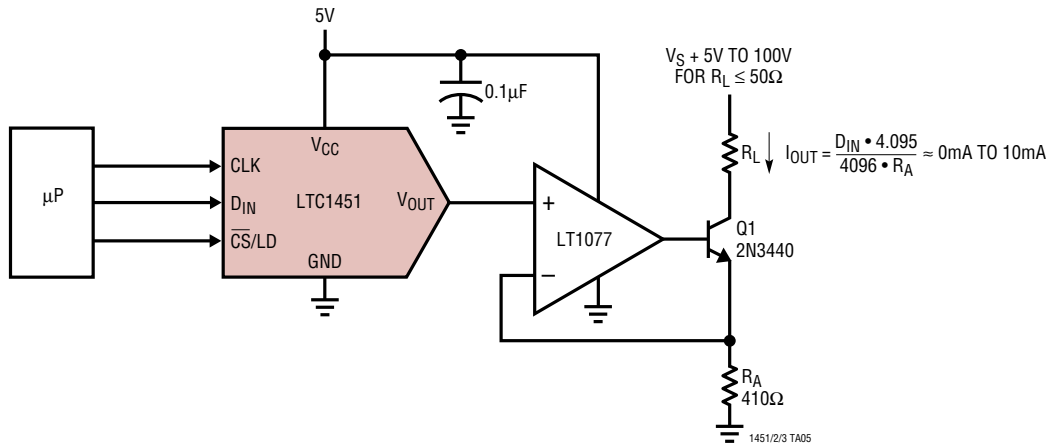 5V
0.1µF
µP
CLK
D_IN
C̅S̅/LD
V_CC
LTC1451
V_OUT
GND
+
−
LT1077
V_S + 5V TO 100V
FOR R_L ≤ 50Ω
R_L
I_OUT = D_IN • 4.095 / 4096 • R_A ≈ 0mA TO 10mA
Q1
2N3440
R_A
410Ω
1451/2/3 TA05